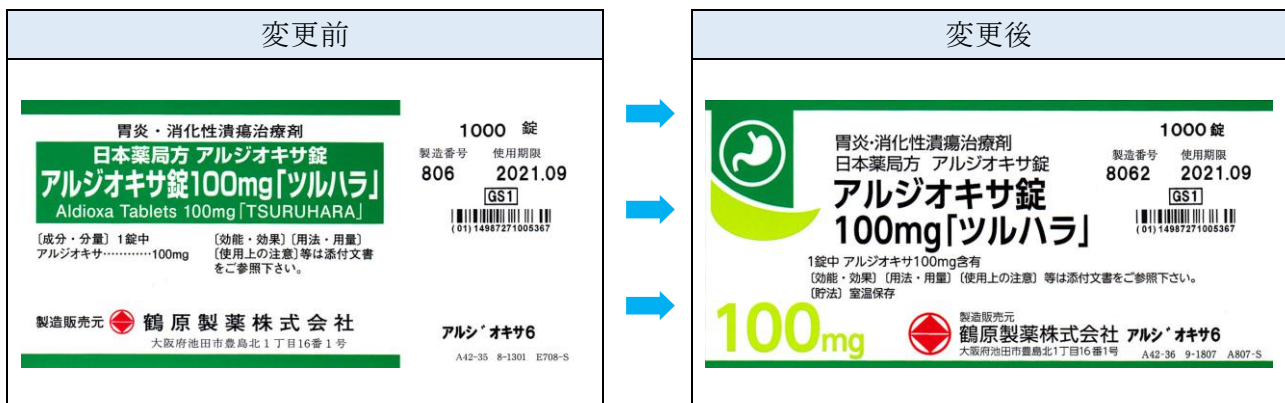 変更前
胃炎・消化性潰瘍治療剤
日本薬局方 アルジオキサ錠
アルジオキサ錠100mg「ツルハラ」
Aldioxa Tablets 100mg「TSURUHARA」
〔成分・分量〕1錠中
アルジオキサ…………100mg
〔効能・効果〕〔用法・用量〕
〔使用上の注意〕等は添付文書
をご参照下さい。
製造販売元 鶴原製薬株式会社
大阪府池田市豊島北1丁目16番1号
1000 錠
製造番号 使用期限
806 2021.09
GS1
(01)14987271005367
アルジオキサ6
A42-35 8-1301 E708-S
変更後
胃炎・消化性潰瘍治療剤
日本薬局方 アルジオキサ錠
アルジオキサ錠
100mg「ツルハラ」
1錠中 アルジオキサ100mg含有
〔効能・効果〕〔用法・用量〕〔使用上の注意〕等は添付文書をご参照下さい。
〔貯法〕室温保存
100mg
製造販売元
鶴原製薬株式会社
大阪府池田市豊島北1丁目16番1号
1000錠
製造番号 使用期限
8062 2021.09
GS1
(01)14987271005367
アルジオキサ6
A42-36 9-1807 A807-S